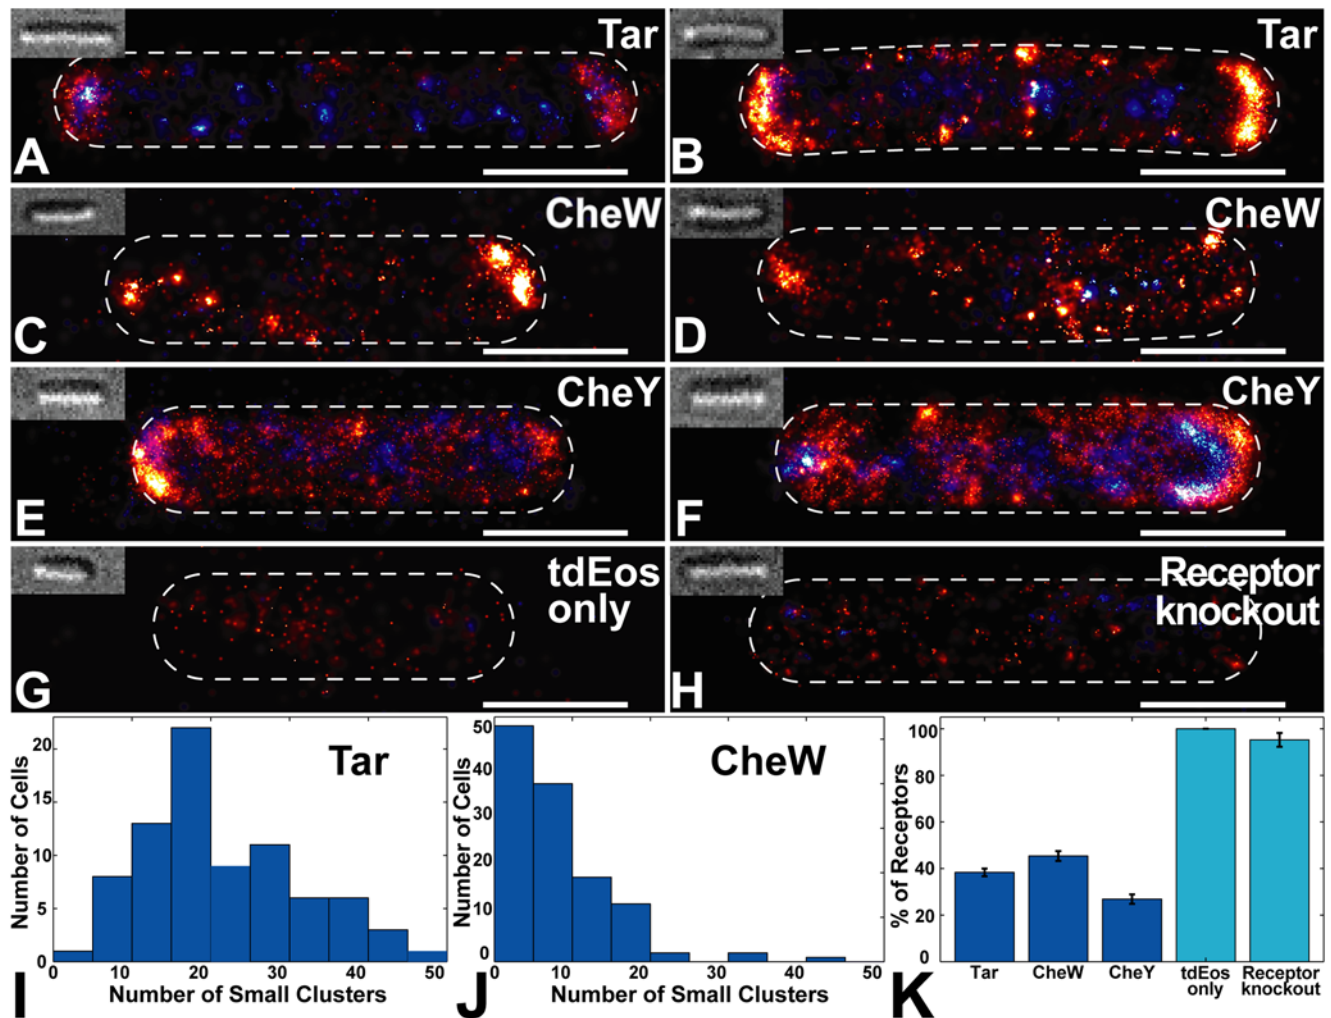 Tar
A
Tar
B
CheW
C
CheW
D
CheY
E
CheY
F
tdEos
only
G
Receptor
knockout
H
Tar
Number of Cells
20
15
10
5
0
0 10 20 30 40 50
Number of Small Clusters
I
CheW
Number of Cells
50
40
30
20
10
0
0 10 20 30 40 50
Number of Small Clusters
J
% of Receptors
100
80
60
40
20
0
Tar CheW CheY tdEos only Receptor knockout
K